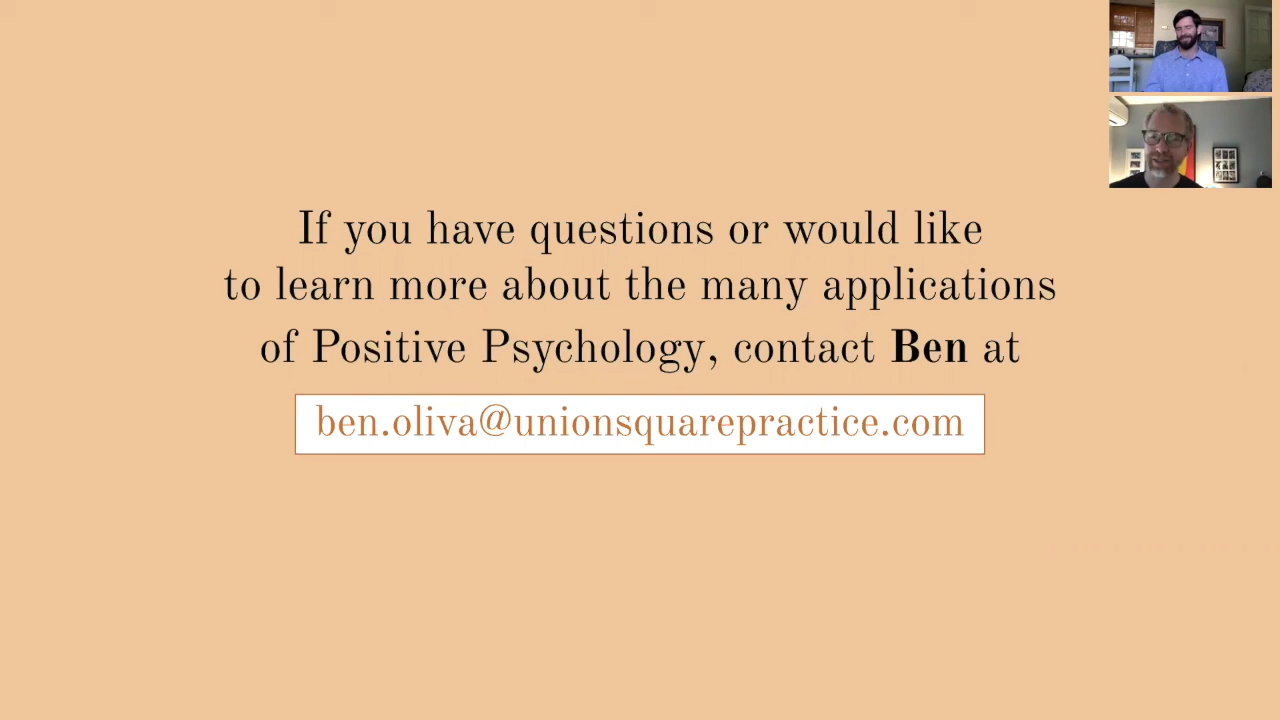 If you have questions or would like
to learn more about the many applications
of Positive Psychology, contact Ben at
ben.oliva@unionsquarepractice.com